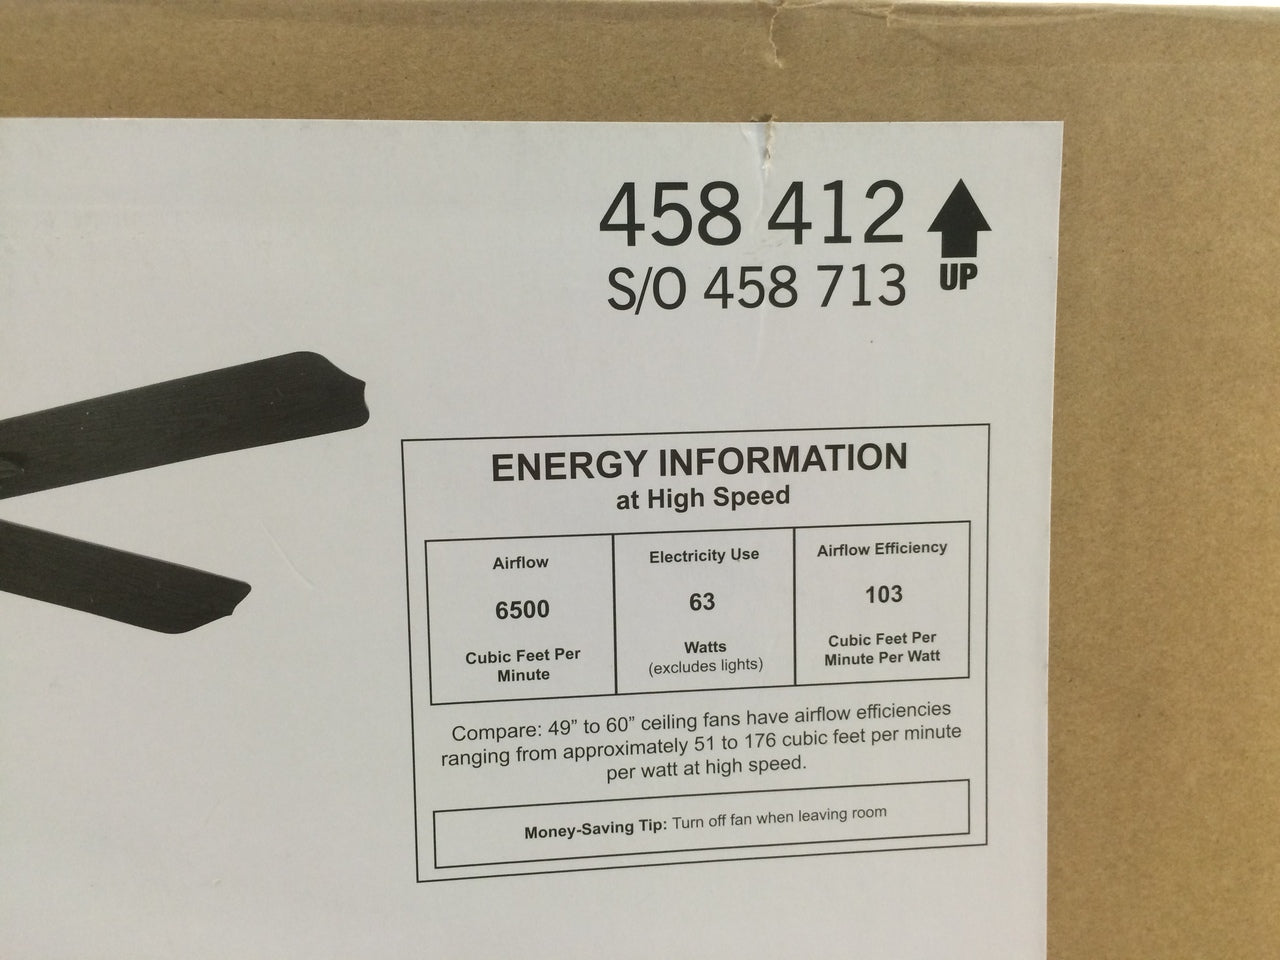 458 412
S/O 458 713
UP
ENERGY INFORMATION
at High Speed
Airflow
6500
Cubic Feet Per
Minute
Electricity Use
63
Watts
(excludes lights)
Airflow Efficiency
103
Cubic Feet Per
Minute Per Watt
Compare: 49” to 60” ceiling fans have airflow efficiencies
ranging from approximately 51 to 176 cubic feet per minute
per watt at high speed.
Money-Saving Tip: Turn off fan when leaving room